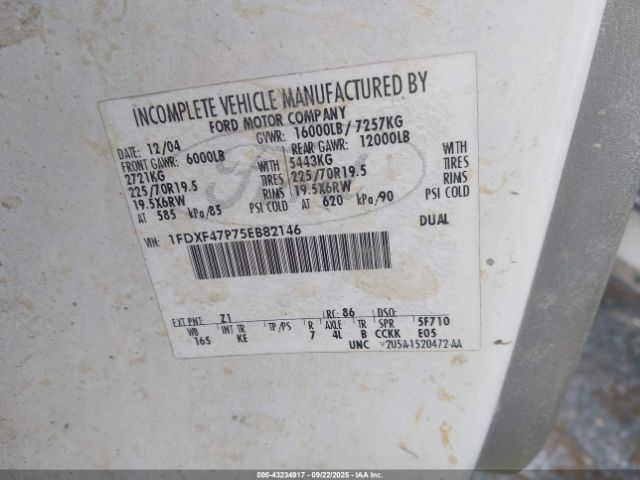 INCOMPLETE VEHICLE MANUFACTURED BY
FORD MOTOR COMPANY
DATE: 12/04 GVWR: 16000LB/ 7257KG
FRONT GAWR: 6000LB REAR GAWR: 12000LB
2721KG WITH 5443KG WITH
225/70R19.5 TIRES 225/70R19.5 TIRES
19.5X6RW RIMS 19.5X6RW RIMS
AT 585 kPa/85 PSI COLD AT 620 kPa/90 PSI COLD
VIN: 1FDXF47P75EB82146 DUAL
EXT PNT: Z1 RC: 86 DSO:
WB INT TR TP/PS R AXLE TR SPR 5F710
165 KE 7 4L B CCKK E05
UNC 2U5A-1520472-AA
000-43234917 - 09/22/2025 - IAAI.com